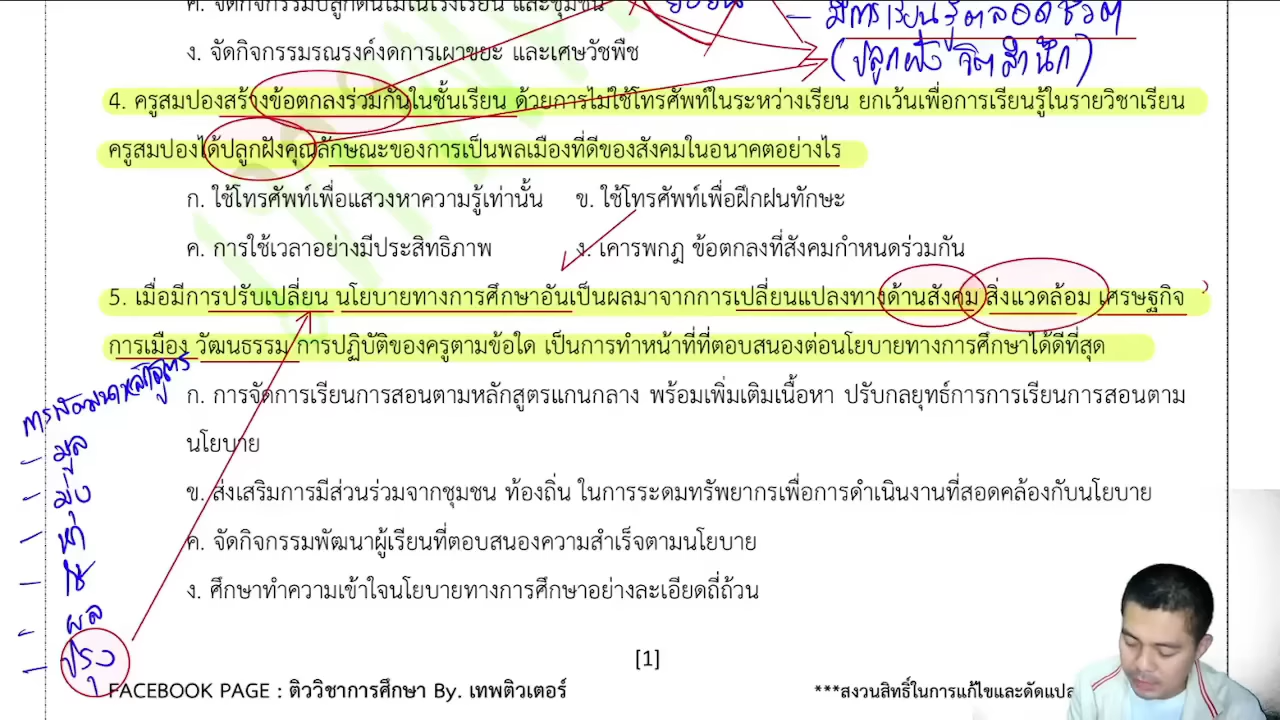 ค. จัดกิจกรรมปลูกต้นไม้ในโรงเรียน และชุมชน
– มีการเรียนรู้ตลอดชีวิต
ง. จัดกิจกรรมรณรงค์งดการเผาขยะ และเศษวัชพืช
(ปลูกฝัง จิตสำนึก)
4. ครูสมปองสร้างข้อตกลงร่วมกันในชั้นเรียน ด้วยการไม่ใช้โทรศัพท์ในระหว่างเรียน ยกเว้นเพื่อการเรียนรู้ในรายวิชาเรียน
ครูสมปองได้ปลูกฝังคุณลักษณะของการเป็นพลเมืองที่ดีของสังคมในอนาคตอย่างไร
ก. ใช้โทรศัพท์เพื่อแสวงหาความรู้เท่านั้น ข. ใช้โทรศัพท์เพื่อฝึกฝนทักษะ
ค. การใช้เวลาอย่างมีประสิทธิภาพ ง. เคารพกฎ ข้อตกลงที่สังคมกำหนดร่วมกัน
5. เมื่อมีการปรับเปลี่ยน นโยบายทางการศึกษาอันเป็นผลมาจากการเปลี่ยนแปลงทางด้านสังคม สิ่งแวดล้อม เศรษฐกิจ
การเมือง วัฒนธรรม การปฏิบัติของครูตามข้อใด เป็นการทำหน้าที่ที่ตอบสนองต่อนโยบายทางการศึกษาได้ดีที่สุด
การพัฒนาหลักสูตร
ก. การจัดการเรียนการสอนตามหลักสูตรแกนกลาง พร้อมเพิ่มเติมเนื้อหา ปรับกลยุทธ์การการเรียนการสอนตาม
นโยบาย
– มูล
ข. ส่งเสริมการมีส่วนร่วมจากชุมชน ท้องถิ่น ในการระดมทรัพยากรเพื่อการดำเนินงานที่สอดคล้องกับนโยบาย
– มุ่ง
ค. จัดกิจกรรมพัฒนาผู้เรียนที่ตอบสนองความสำเร็จตามนโยบาย
– หา
ง. ศึกษาทำความเข้าใจนโยบายทางการศึกษาอย่างละเอียดถี่ถ้วน
– ใช้
– ผล
– ปรุง
[1]
FACEBOOK PAGE : ติววิชาการศึกษา By. เทพติวเตอร์
***สงวนสิทธิ์ในการแก้ไขและดัดแปล